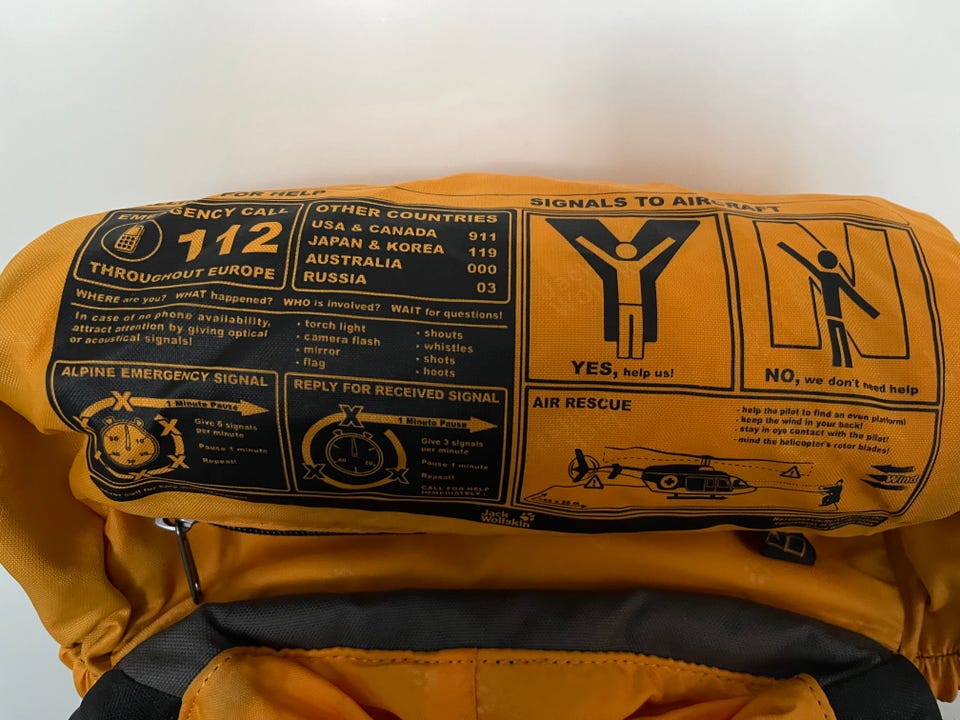 FOR HELP
EMERGENCY CALL
112
THROUGHOUT EUROPE
OTHER COUNTRIES
USA & CANADA 911
JAPAN & KOREA 119
AUSTRALIA 000
RUSSIA 03
WHERE are you? WHAT happened? WHO is involved? WAIT for questions!
In case of no phone availability,
attract attention by giving optical
or acoustical signals!
• torch light
• camera flash
• mirror
• flag
• shouts
• whistles
• shots
• hoots
ALPINE EMERGENCY SIGNAL
X
1 Minute Pause
X
X
Give 6 signals
per minute
Pause 1 minute
Repeat!
REPLY FOR RECEIVED SIGNAL
X
1 Minute Pause
X
X
Give 3 signals
per minute
Pause 1 minute
Repeat!
CALL FOR HELP
IMMEDIATELY!
SIGNALS TO AIRCRAFT
YES, help us!
NO, we don't need help
AIR RESCUE
- help the pilot to find an even platform)
- keep the wind in your back!
- stay in eye contact with the pilot!
- mind the helicopter's rotor blades!
Wind
Jack
Wolfskin